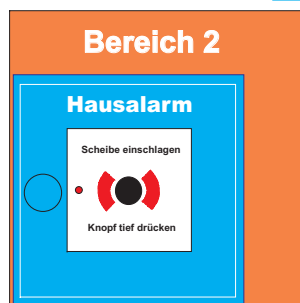 Bereich 2
Hausalarm
Scheibe einschlagen
Knopf tief drücken